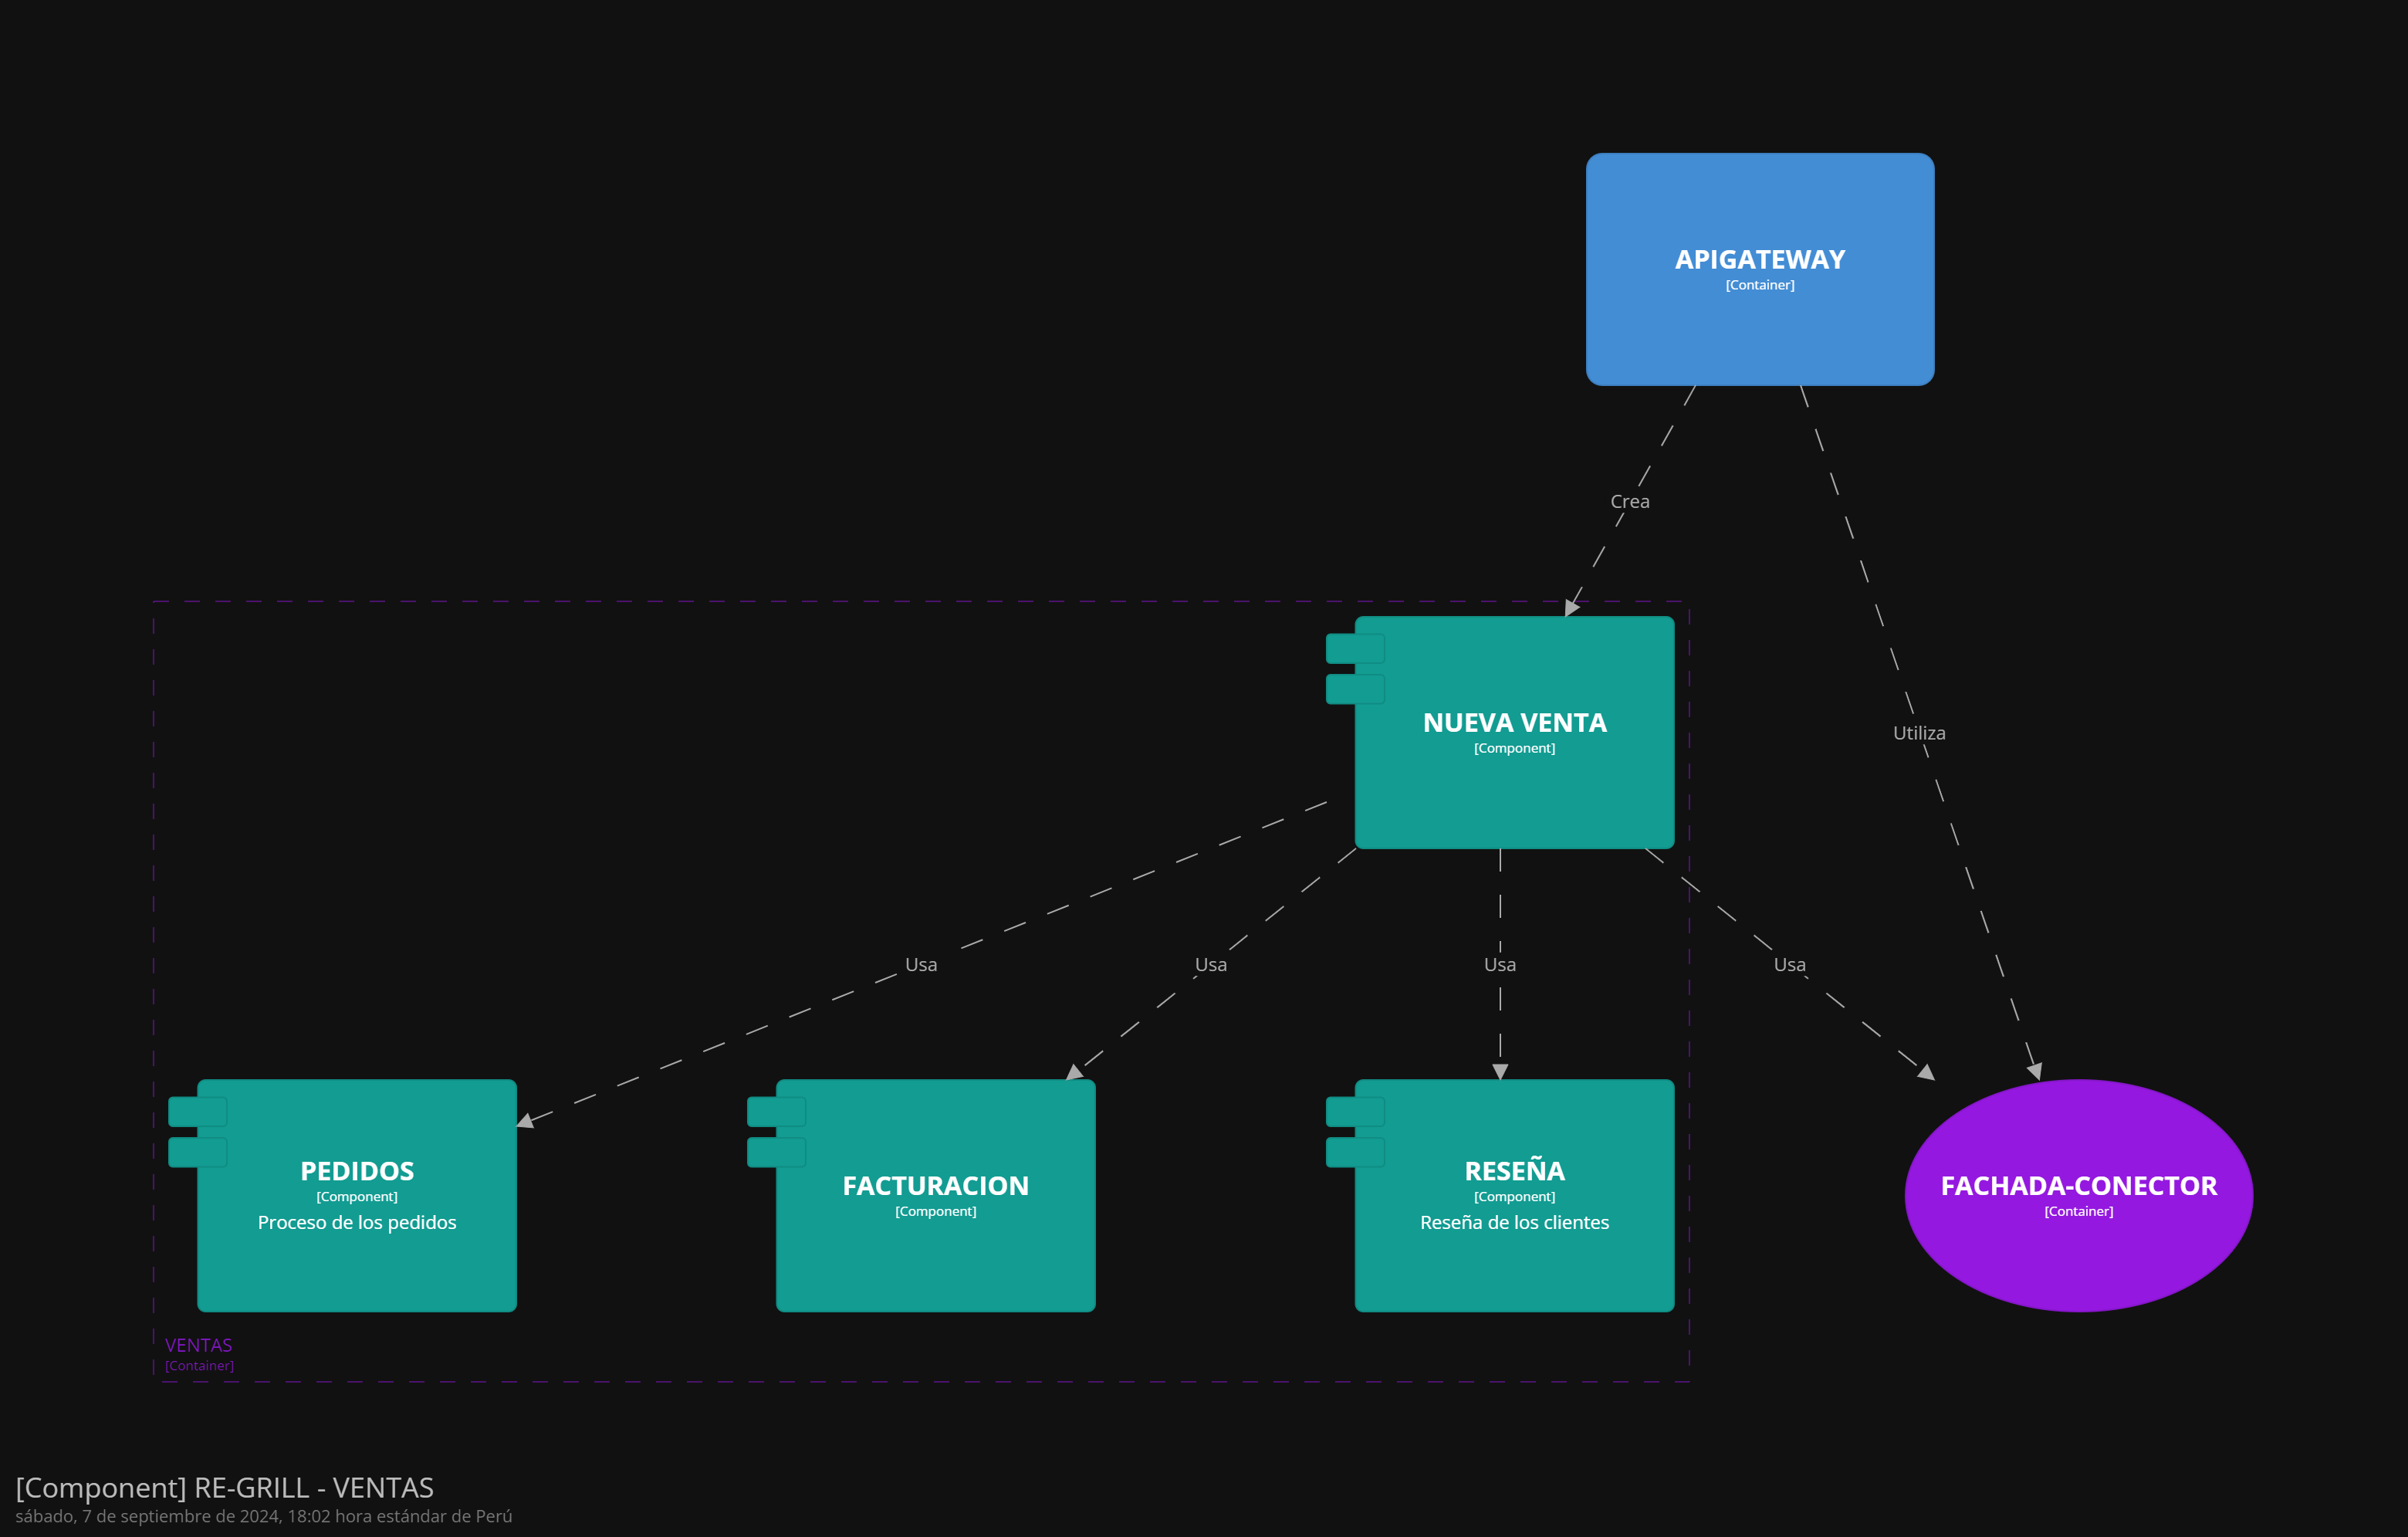 APIGATEWAY
[Container]
Crea
Utiliza
NUEVA VENTA
[Component]
Usa
Usa
Usa
Usa
PEDIDOS
[Component]
Proceso de los pedidos
FACTURACION
[Component]
RESEÑA
[Component]
Reseña de los clientes
FACHADA-CONECTOR
[Container]
VENTAS
[Container]
[Component] RE-GRILL - VENTAS
sábado, 7 de septiembre de 2024, 18:02 hora estándar de Perú